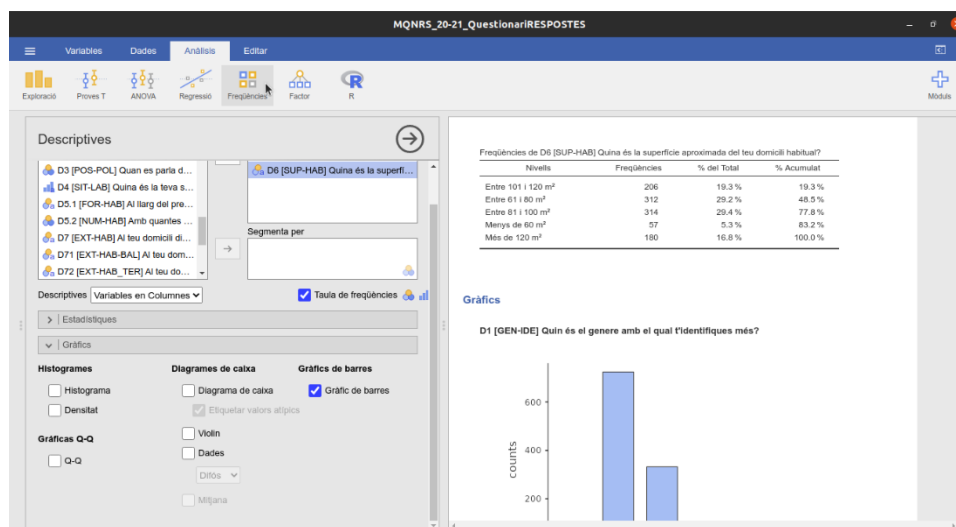 MQNRS_20-21_QuestionariRESPOSTES
Variables Dades Anàlisis Editar
Exploració Proves T ANOVA Regressió Freqüències Factor R Mòduls
Descriptives
D3 [POS-POL] Quan es parla d...
D4 [SIT-LAB] Quina és la teva s...
D5.1 [FOR-HAB] Al llarg del pre...
D5.2 [NUM-HAB] Amb quantes ...
D7 [EXT-HAB] Al teu domicili di...
D71 [EXT-HAB-BAL] Al teu dom...
D72 [EXT-HAB_TER] Al teu do...
D6 [SUP-HAB] Quina és la superfí...
Segmenta per
Descriptives Variables en Columnes Taula de freqüències
Estadístiques
Gràfics
Histogrames Diagrames de caixa Gràfics de barres
Histograma Diagrama de caixa Gràfic de barres
Densitat Etiquetar valors atípics
Gràficas Q-Q Violin
Q-Q Dades
Difós
Mitjana
Freqüències de D6 [SUP-HAB] Quina és la superfície aproximada del teu domicili habitual?
Nivells Freqüències % del Total % Acumulat
Entre 101 i 120 m² 206 19.3 % 19.3 %
Entre 61 i 80 m² 312 29.2 % 48.5 %
Entre 81 i 100 m² 314 29.4 % 77.8 %
Menys de 60 m² 57 5.3 % 83.2 %
Més de 120 m² 180 16.8 % 100.0 %
Gràfics
D1 [GEN-IDE] Quin és el genere amb el qual t'identifiques més?
600
400
200
counts